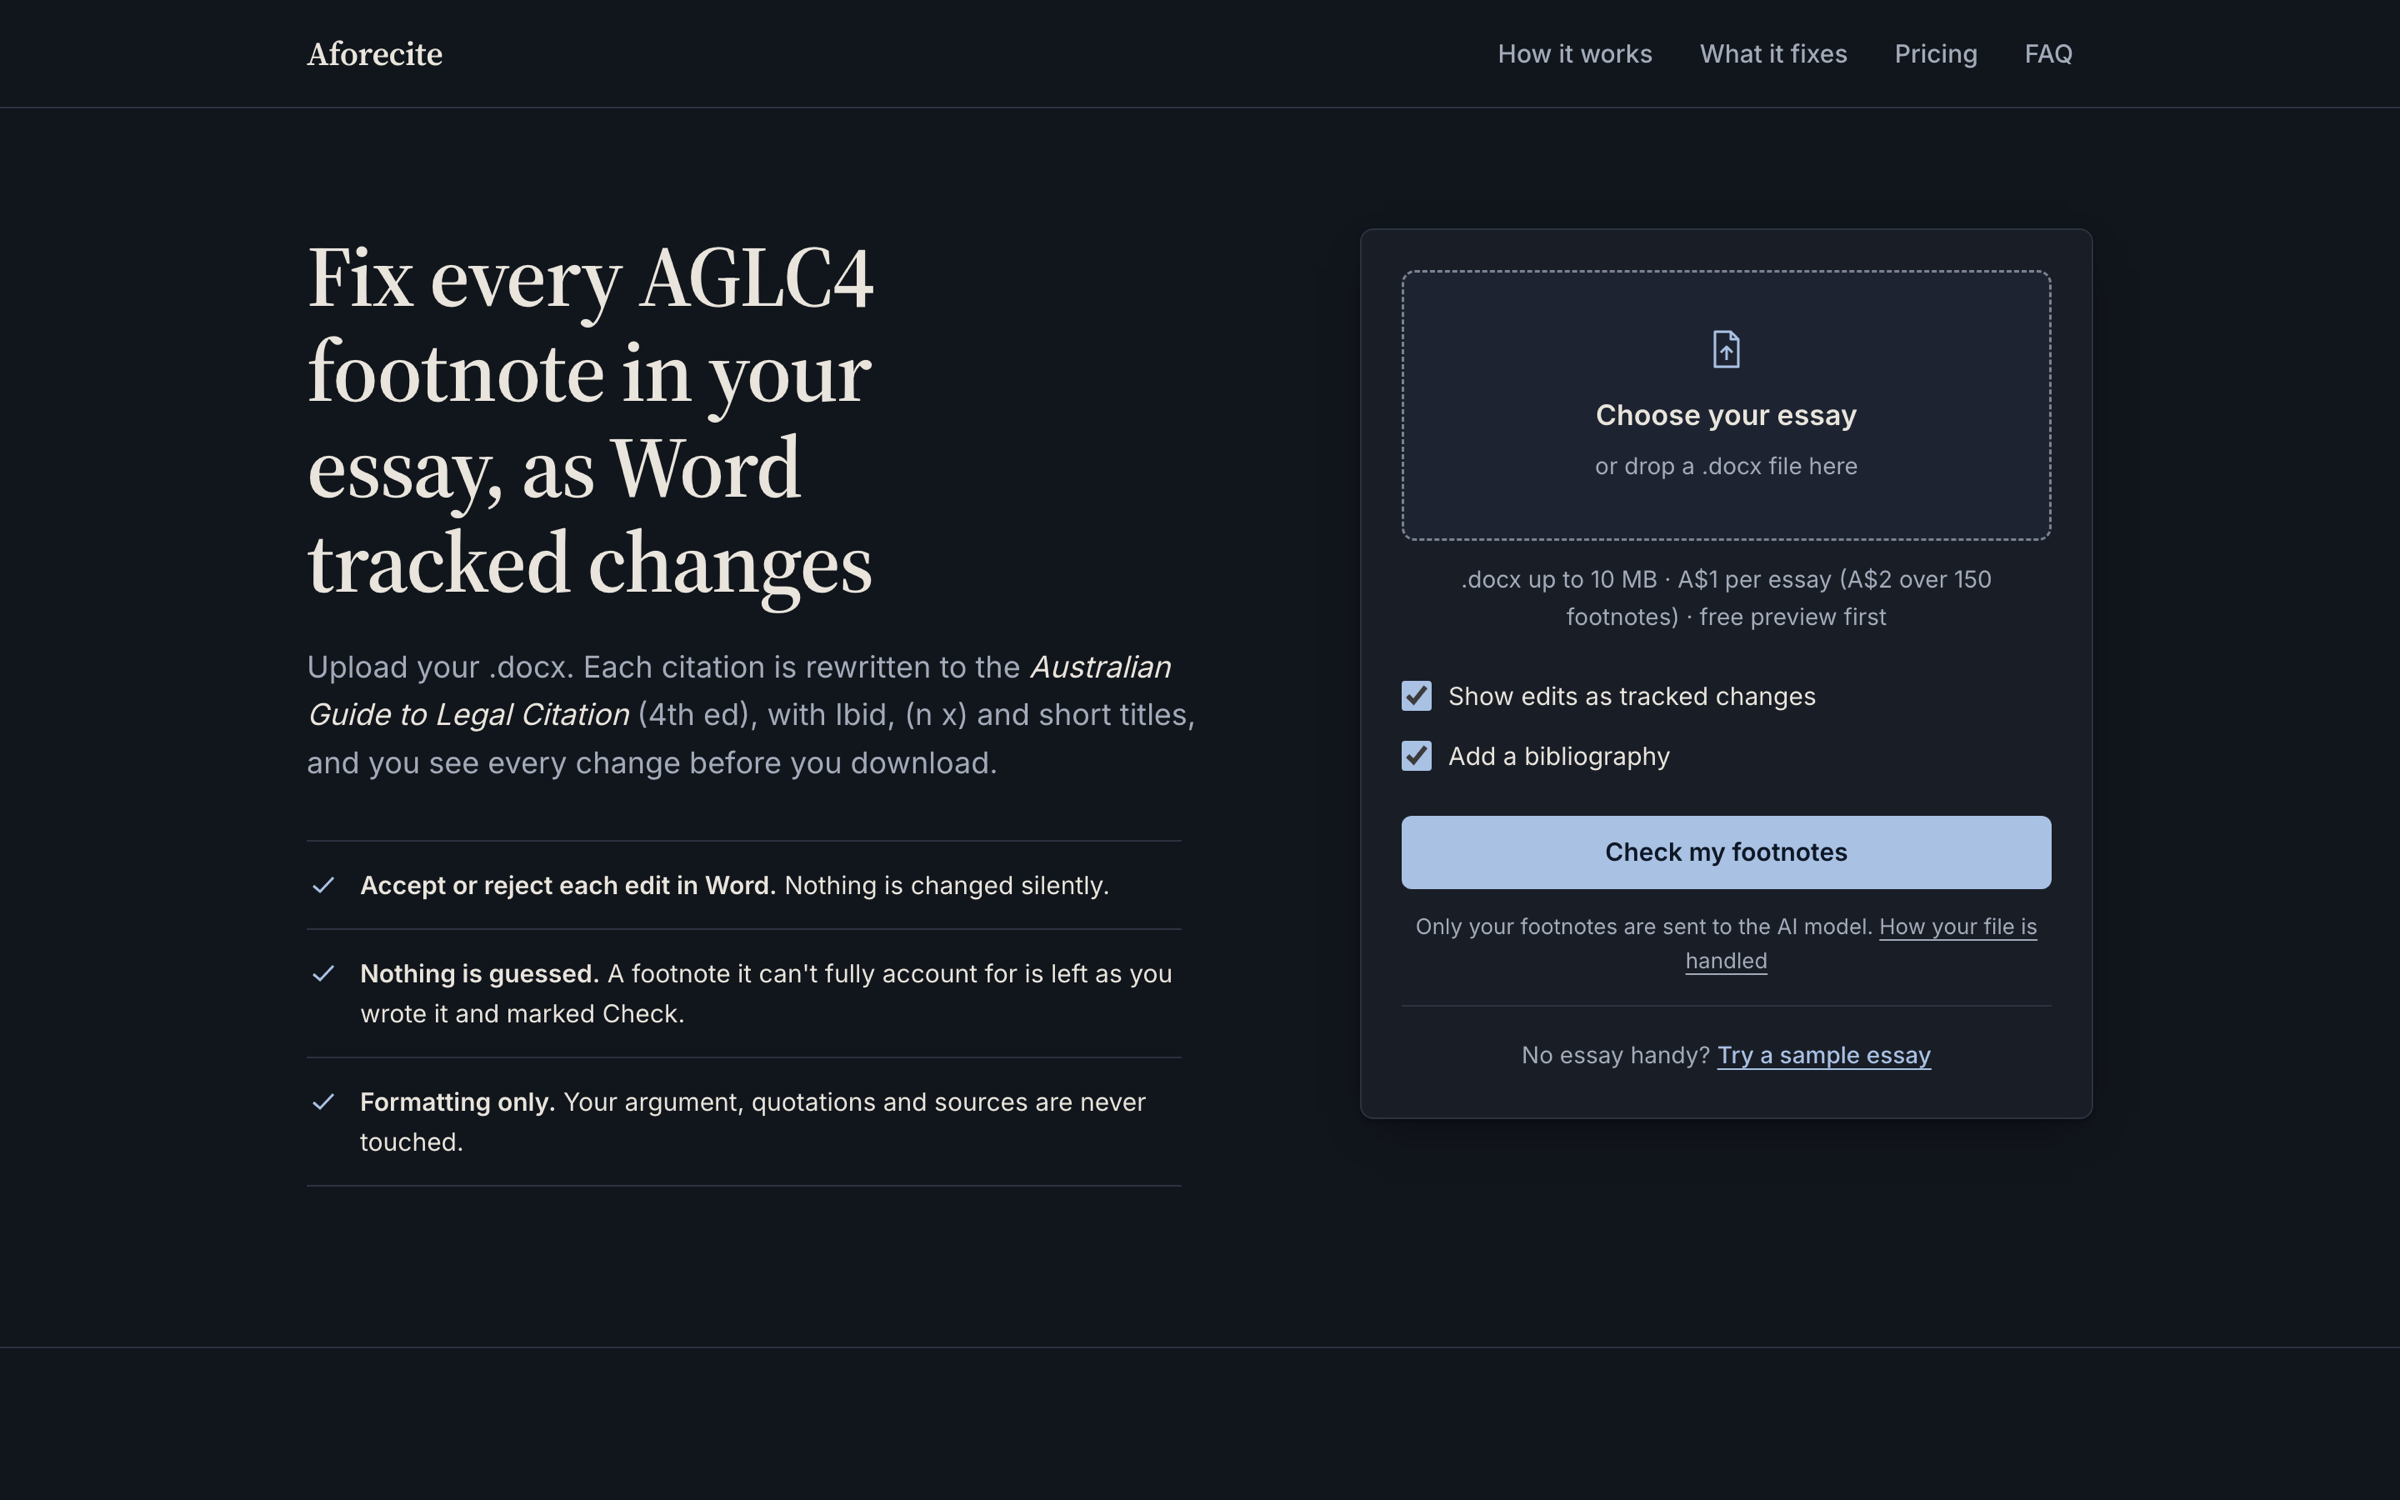 Aforecite
How it works
What it fixes
Pricing
FAQ
Fix every AGLC4
footnote in your
essay, as Word
tracked changes
Upload your .docx. Each citation is rewritten to the Australian
Guide to Legal Citation (4th ed), with Ibid, (n x) and short titles,
and you see every change before you download.
Accept or reject each edit in Word. Nothing is changed silently.
Nothing is guessed. A footnote it can't fully account for is left as you
wrote it and marked Check.
Formatting only. Your argument, quotations and sources are never
touched.
Choose your essay
or drop a .docx file here
.docx up to 10 MB · A$1 per essay (A$2 over 150
footnotes) · free preview first
Show edits as tracked changes
Add a bibliography
Check my footnotes
Only your footnotes are sent to the AI model. How your file is
handled
No essay handy? Try a sample essay